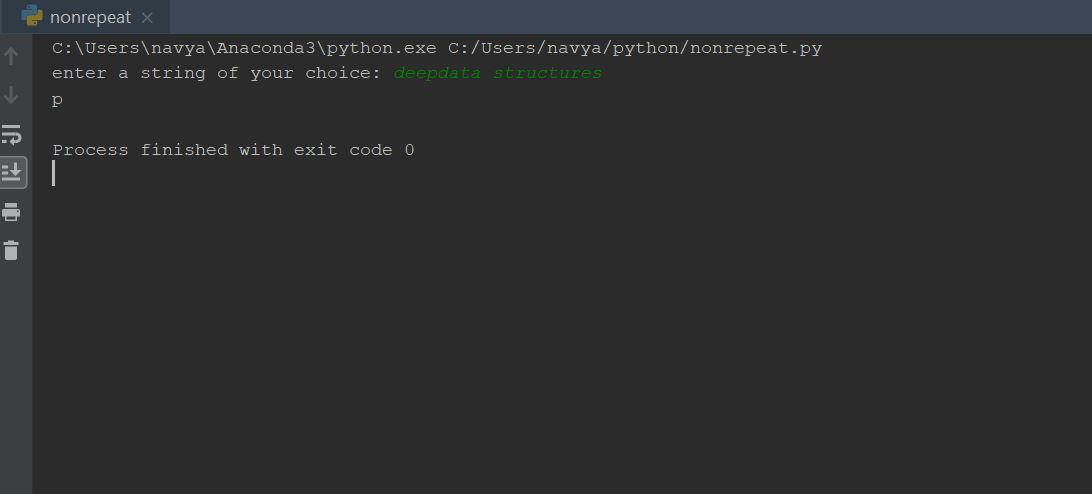 nonrepeat
C:\Users\navya\Anaconda3\python.exe C:/Users/navya/python/nonrepeat.py
enter a string of your choice: deepdata structures
p
Process finished with exit code 0